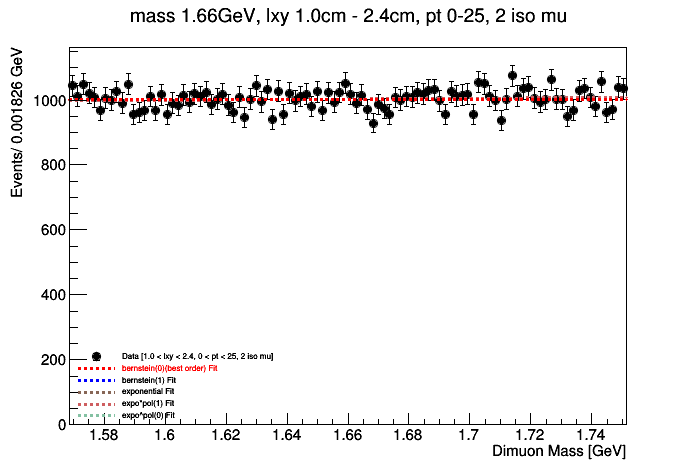 mass 1.66GeV, lxy 1.0cm - 2.4cm, pt 0-25, 2 iso mu
Events/ 0.001826 GeV
1000
800
600
400
200
0
Data [1.0 < lxy < 2.4, 0 < pt < 25, 2 iso mu]
bernstein(0)(best order) Fit
bernstein(1) Fit
exponential Fit
expo*pol(1) Fit
expo^pol(0)Fit
1.58 1.6 1.62 1.64 1.66 1.68 1.7 1.72 1.74
Dimuon Mass [GeV]